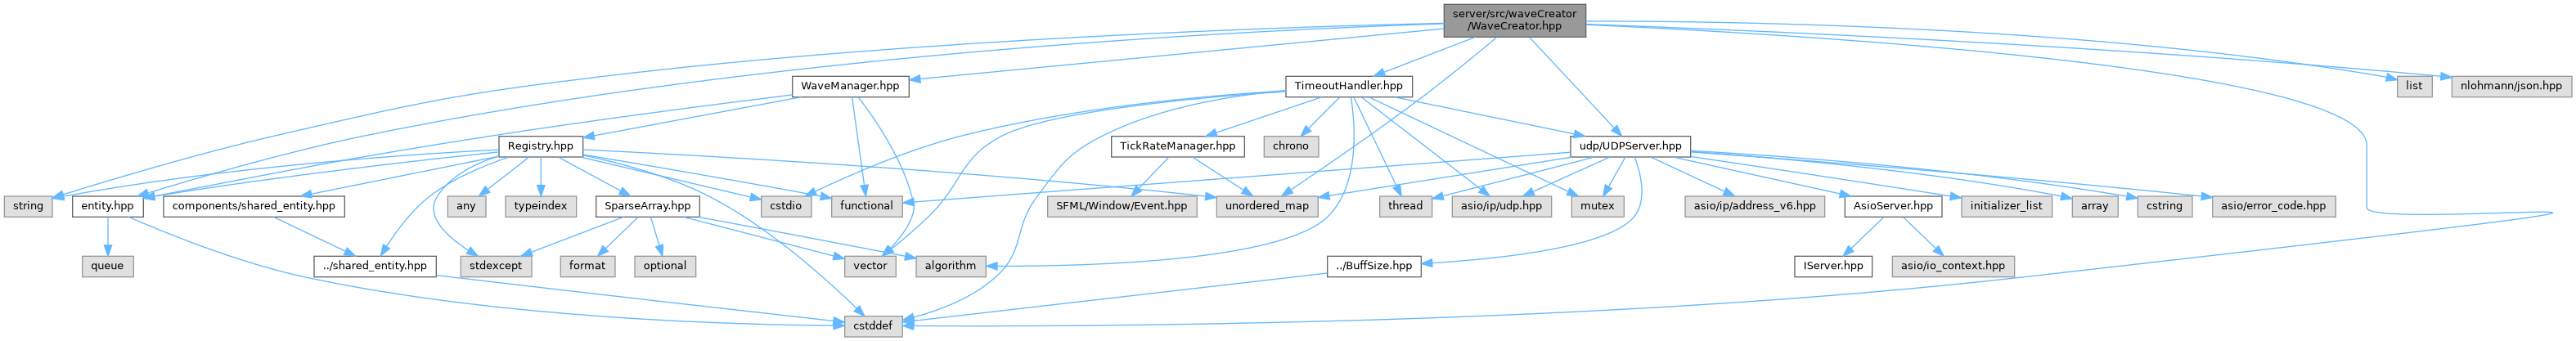 server/src/waveCreator
/WaveCreator.hpp
WaveManager.hpp
TimeoutHandler.hpp
list
nlohmann/json.hpp
Registry.hpp
TickRateManager.hpp
chrono
udp/UDPServer.hpp
string
entity.hpp
components/shared_entity.hpp
any
typeindex
SparseArray.hpp
cstdio
functional
SFML/Window/Event.hpp
unordered_map
thread
asio/ip/udp.hpp
mutex
asio/ip/address_v6.hpp
AsioServer.hpp
initializer_list
array
cstring
asio/error_code.hpp
queue
../shared_entity.hpp
stdexcept
format
optional
vector
algorithm
../BuffSize.hpp
IServer.hpp
asio/io_context.hpp
cstddef